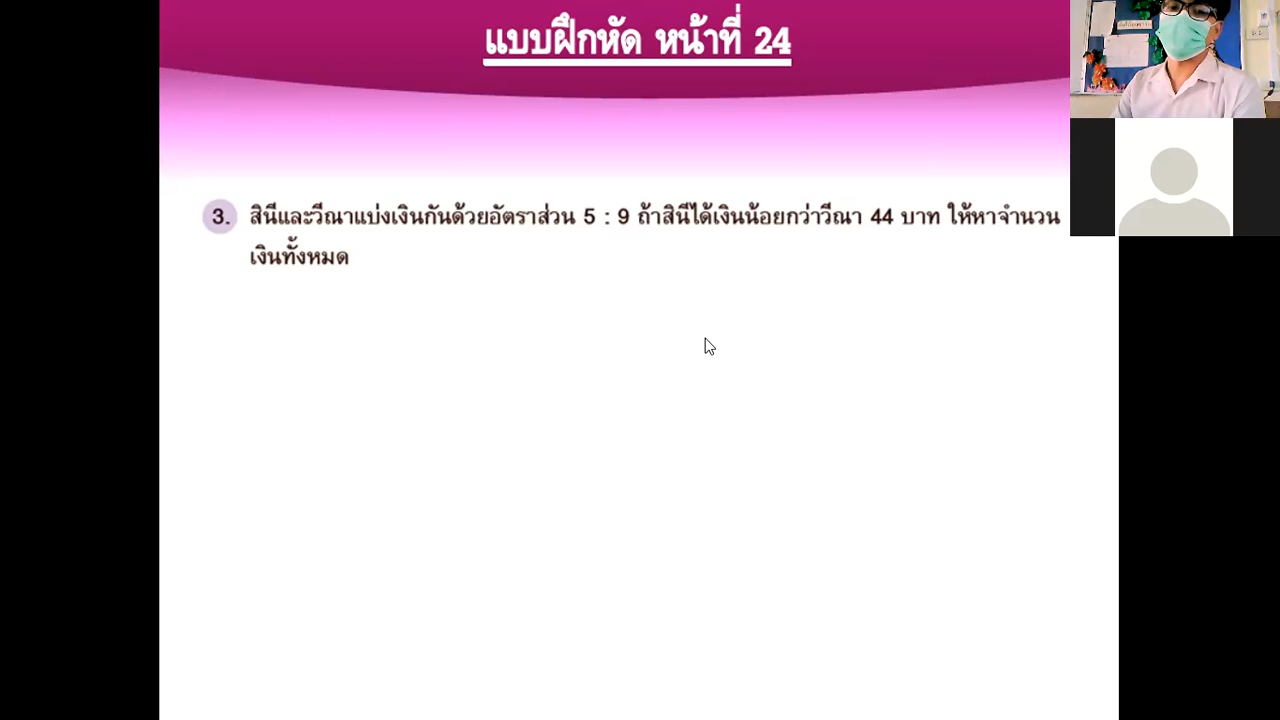 แบบฝึกหัด หน้าที่ 24
3. สินีและวีณาแบ่งเงินกันด้วยอัตราส่วน 5 : 9 ถ้าสินีได้เงินน้อยกว่าวีณา 44 บาท ให้หาจำนวน
เงินทั้งหมด